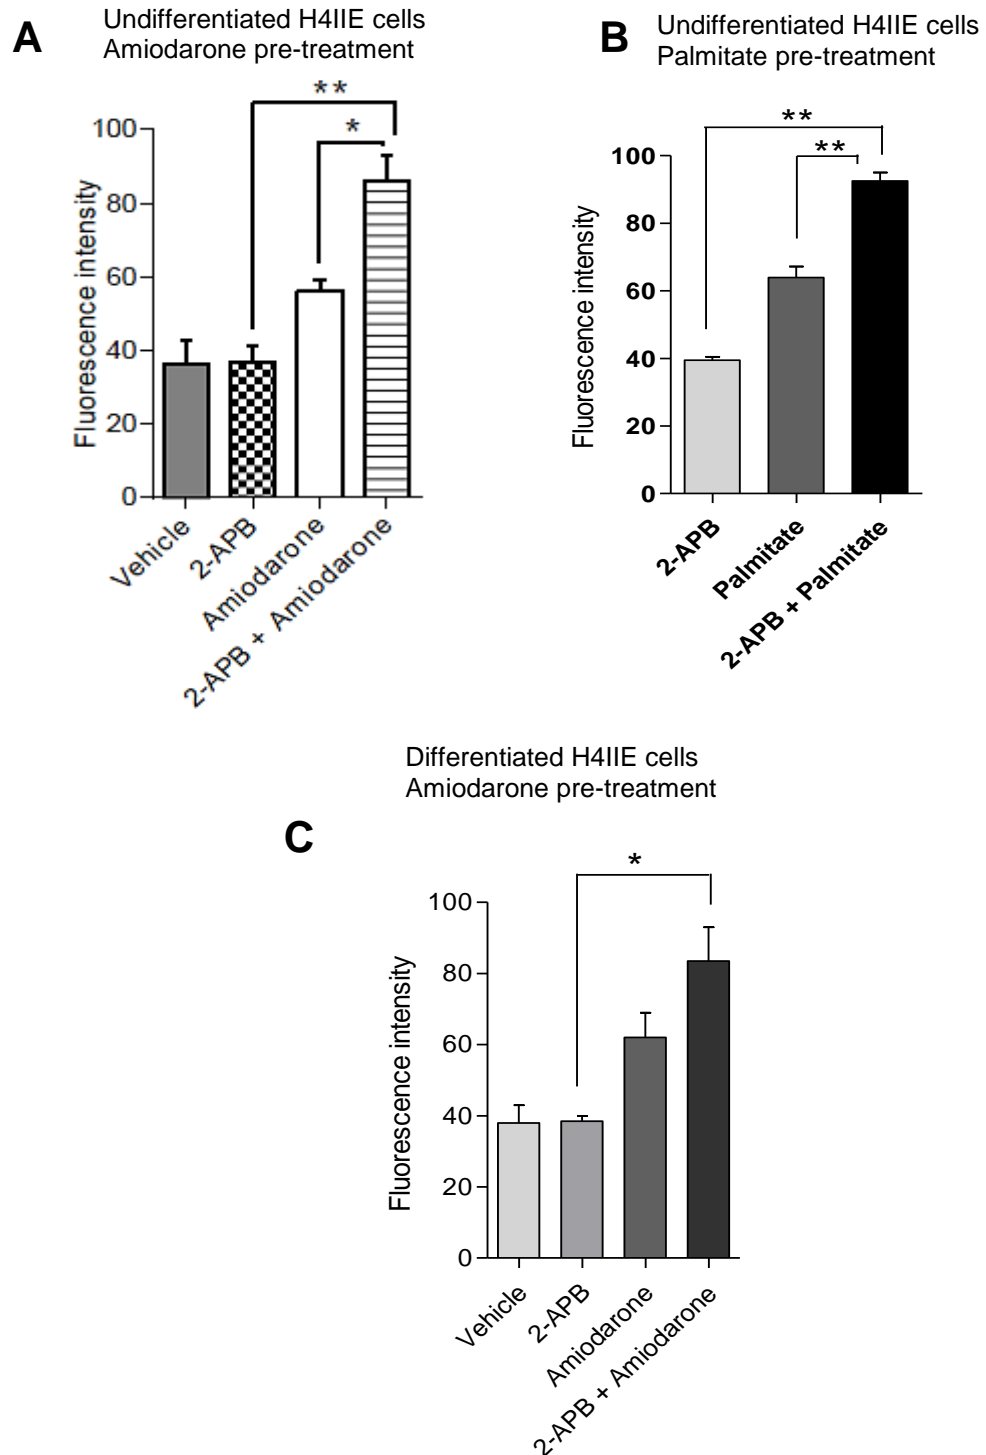 A
Undifferentiated H4IIE cells
Amiodarone pre-treatment
**
*
100
80
60
40
20
0
Fluorescence intensity
Vehicle
2-APB
Amiodarone
2-APB + Amiodarone
B
Undifferentiated H4IIE cells
Palmitate pre-treatment
**
**
100
80
60
40
20
0
Fluorescence intensity
2-APB
Palmitate
2-APB + Palmitate
Differentiated H4IIE cells
Amiodarone pre-treatment
C
*
100
80
60
40
20
0
Fluorescence intensity
Vehicle
2-APB
Amiodarone
2-APB + Amiodarone